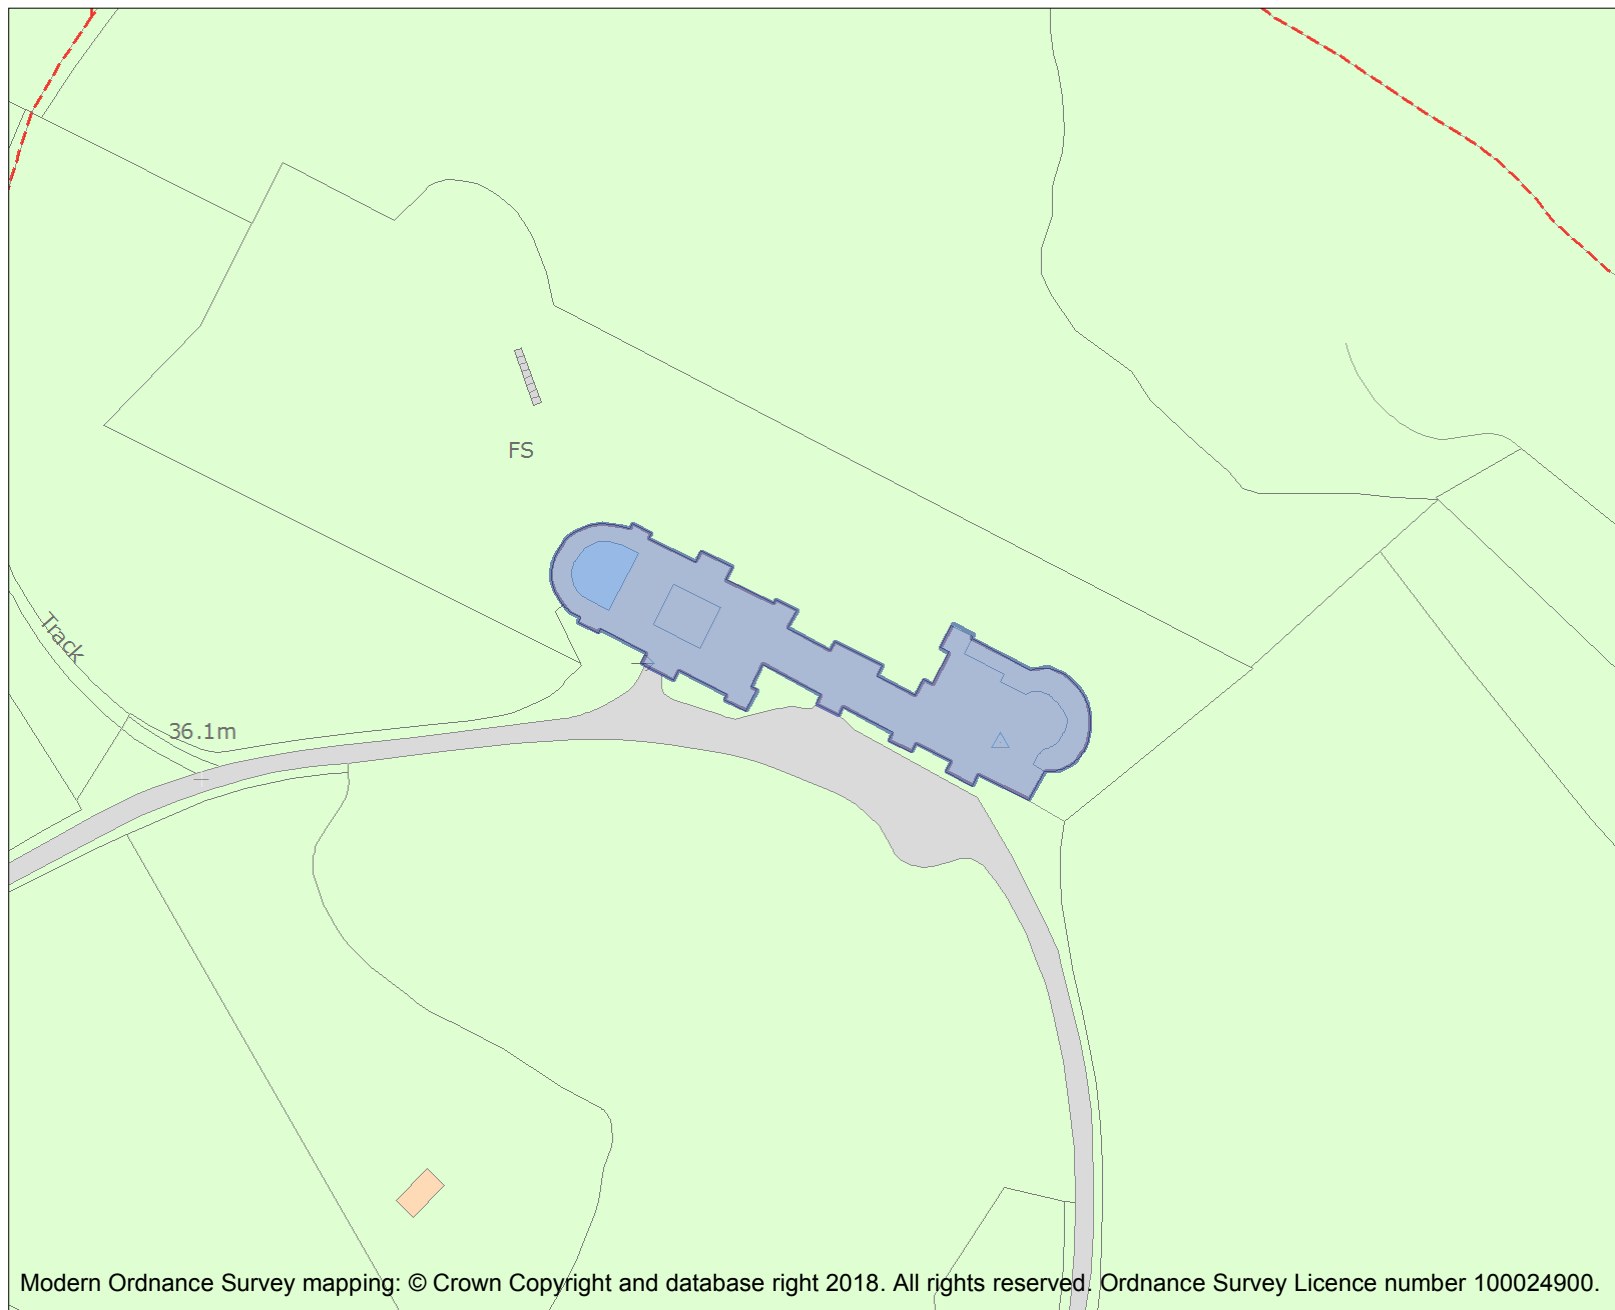 FS
Track
36.1m
Modern Ordnance Survey mapping: © Crown Copyright and database right 2018. All rights reserved. Ordnance Survey Licence number 100024900.